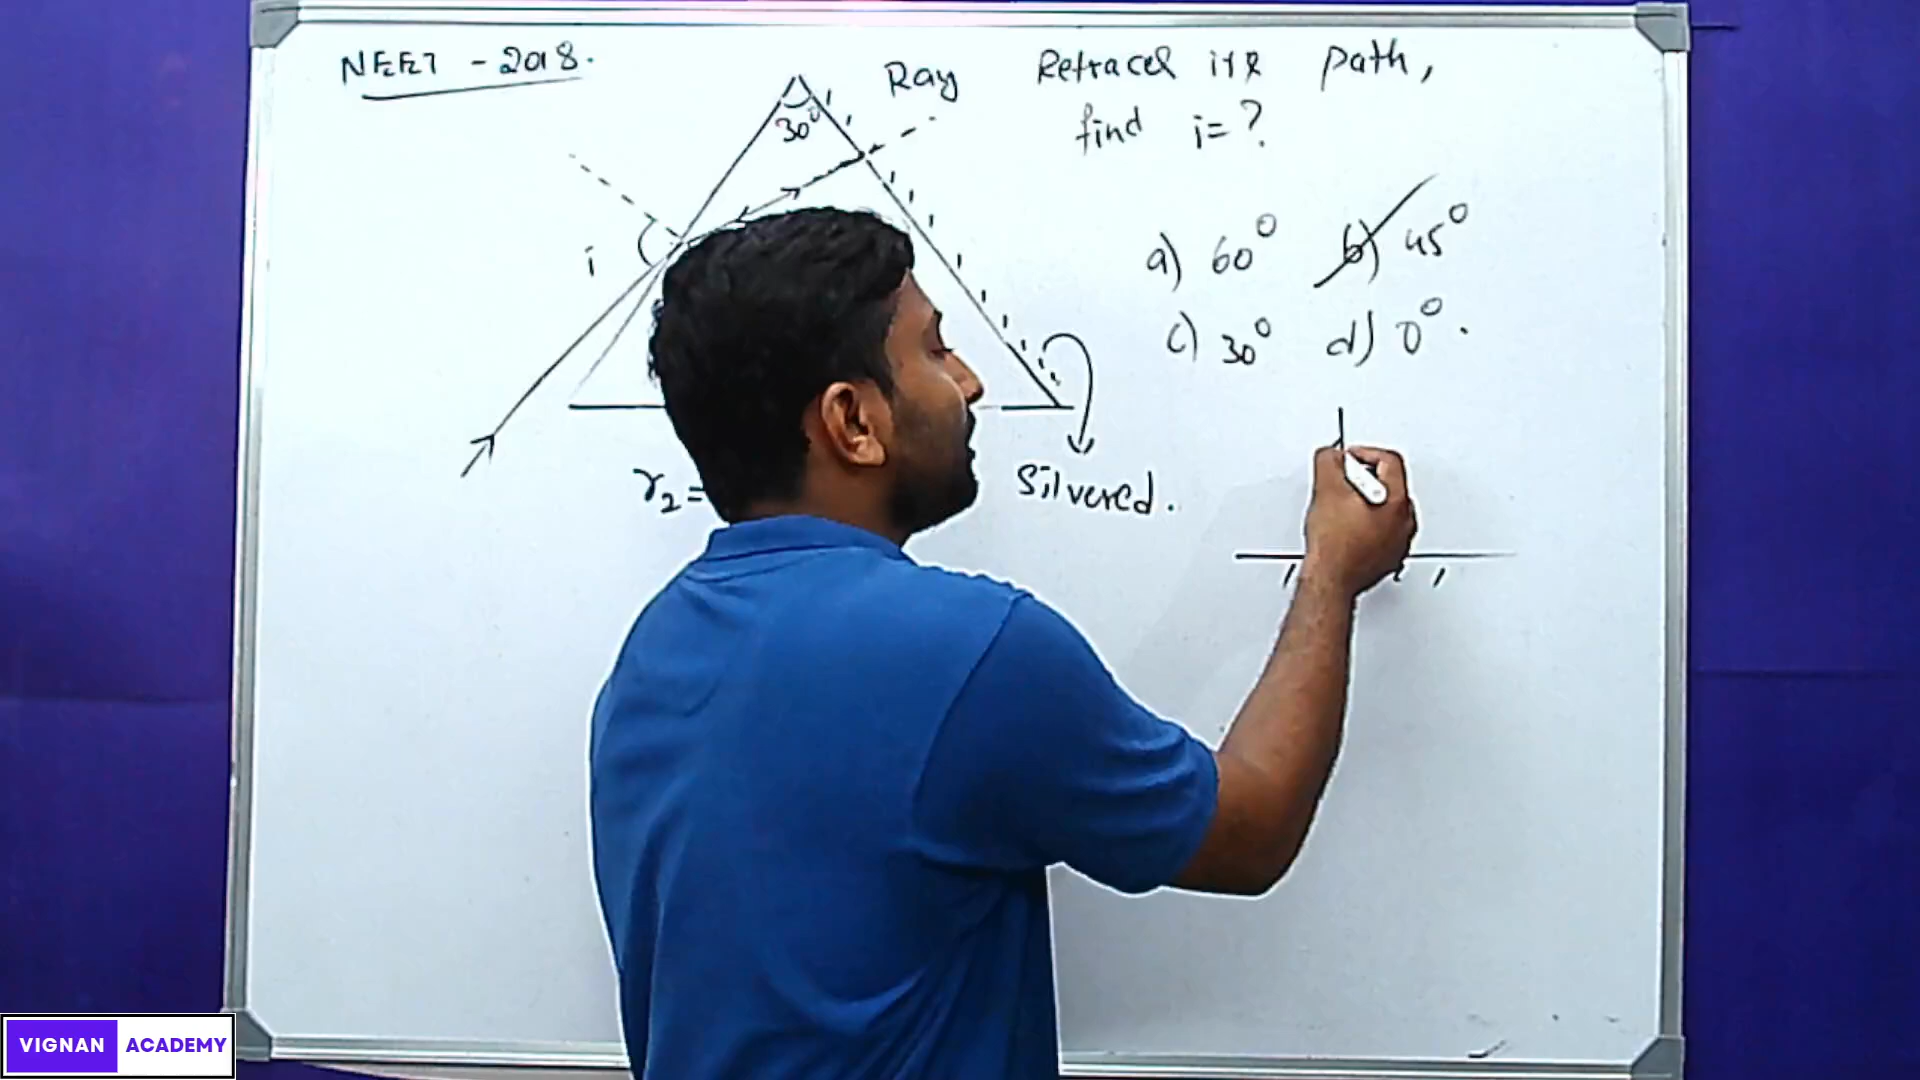 NEET - 2018.
Ray Retraces its path,
find i= ?
30°
i
a) 60° b) 45°
c) 30° d) 0°.
r2=
Silvered.
VIGNAN ACADEMY